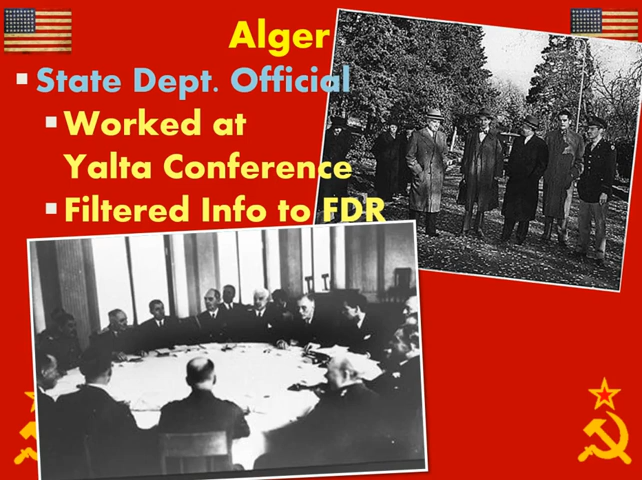 Alger
State Dept. Official
Worked at
Yalta Conference
Filtered Info to FDR